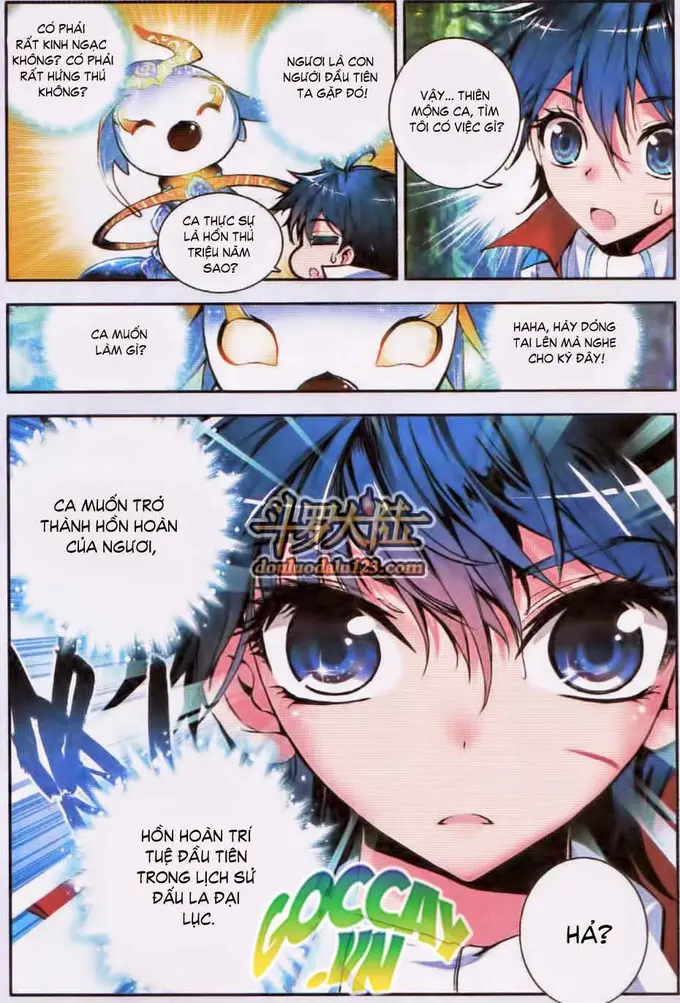 CÓ PHẢI
RẤT KINH NGẠC
KHÔNG? CÓ PHẢI
RẤT HỨNG THÚ
KHÔNG?
NGƯƠI LÀ CON
NGƯỜI ĐẦU TIÊN
TA GẶP ĐÓ!
CA THỰC SỰ
LÀ HỒN THÚ
TRIỆU NĂM
SAO?
VẬY... THIÊN
MỘNG CA, TÌM
TÔI CÓ VIỆC GÌ?
CA MUỐN
LÀM GÌ?
HAHA, HÃY DỎNG
TAI LÊN MÀ NGHE
CHO KỸ ĐÂY!
CA MUỐN TRỞ
THÀNH HỒN HOÀN
CỦA NGƯƠI,
斗罗大陆
donluodalu123.com
HỒN HOÀN TRÍ
TUỆ ĐẦU TIÊN
TRONG LỊCH SỬ
ĐẤU LA ĐẠI
LỤC.
GOCCAY
.VN
HẢ?